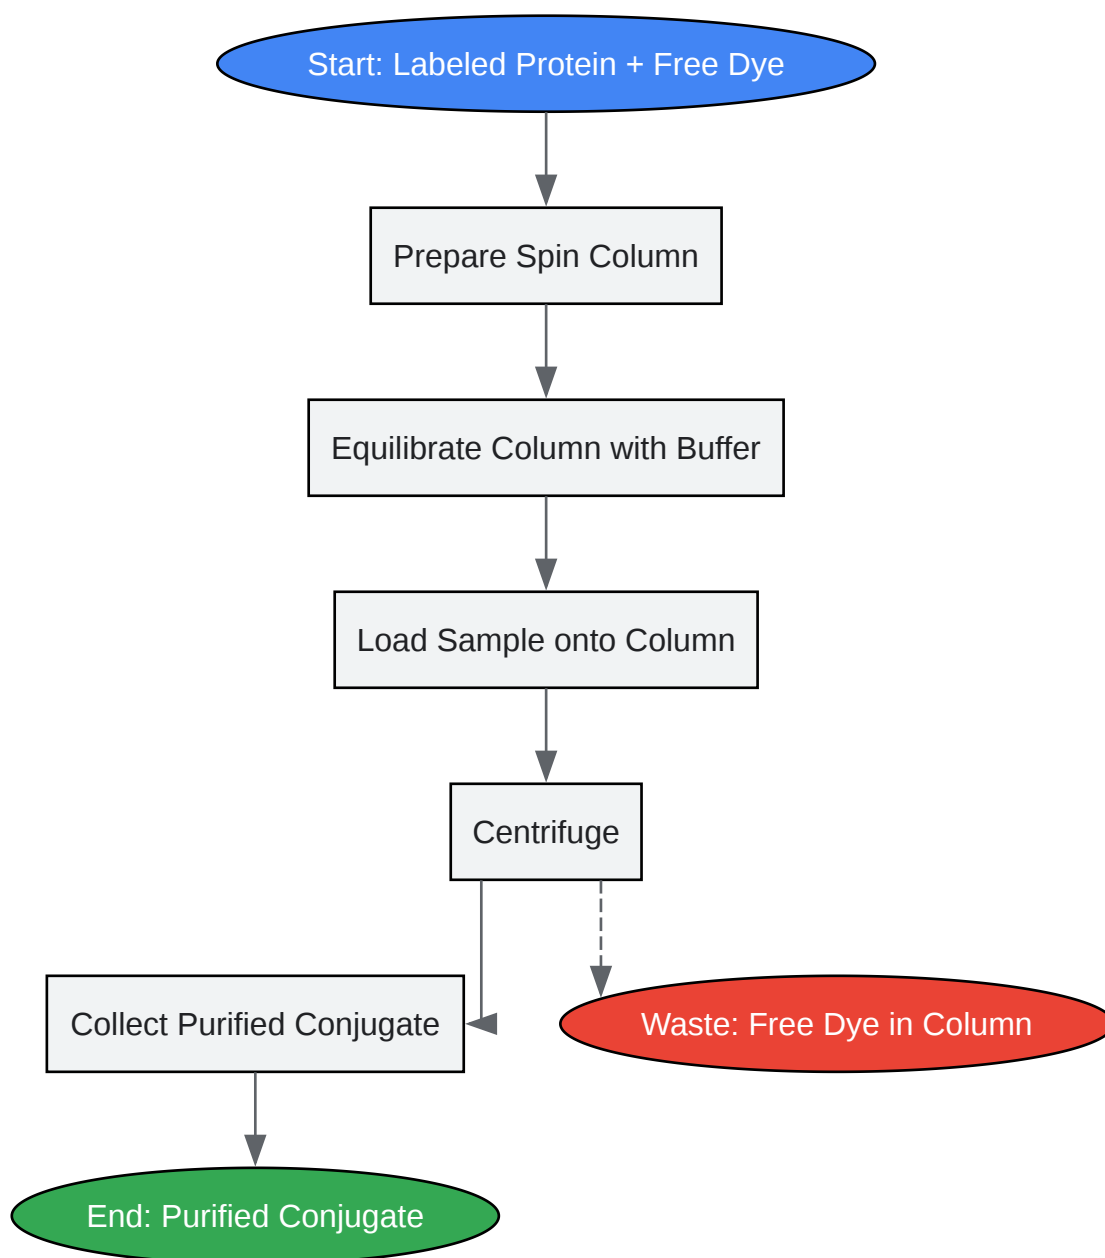 Start: Labeled Protein + Free Dye
Prepare Spin Column
Equilibrate Column with Buffer
Load Sample onto Column
Centrifuge
Collect Purified Conjugate
Waste: Free Dye in Column
End: Purified Conjugate